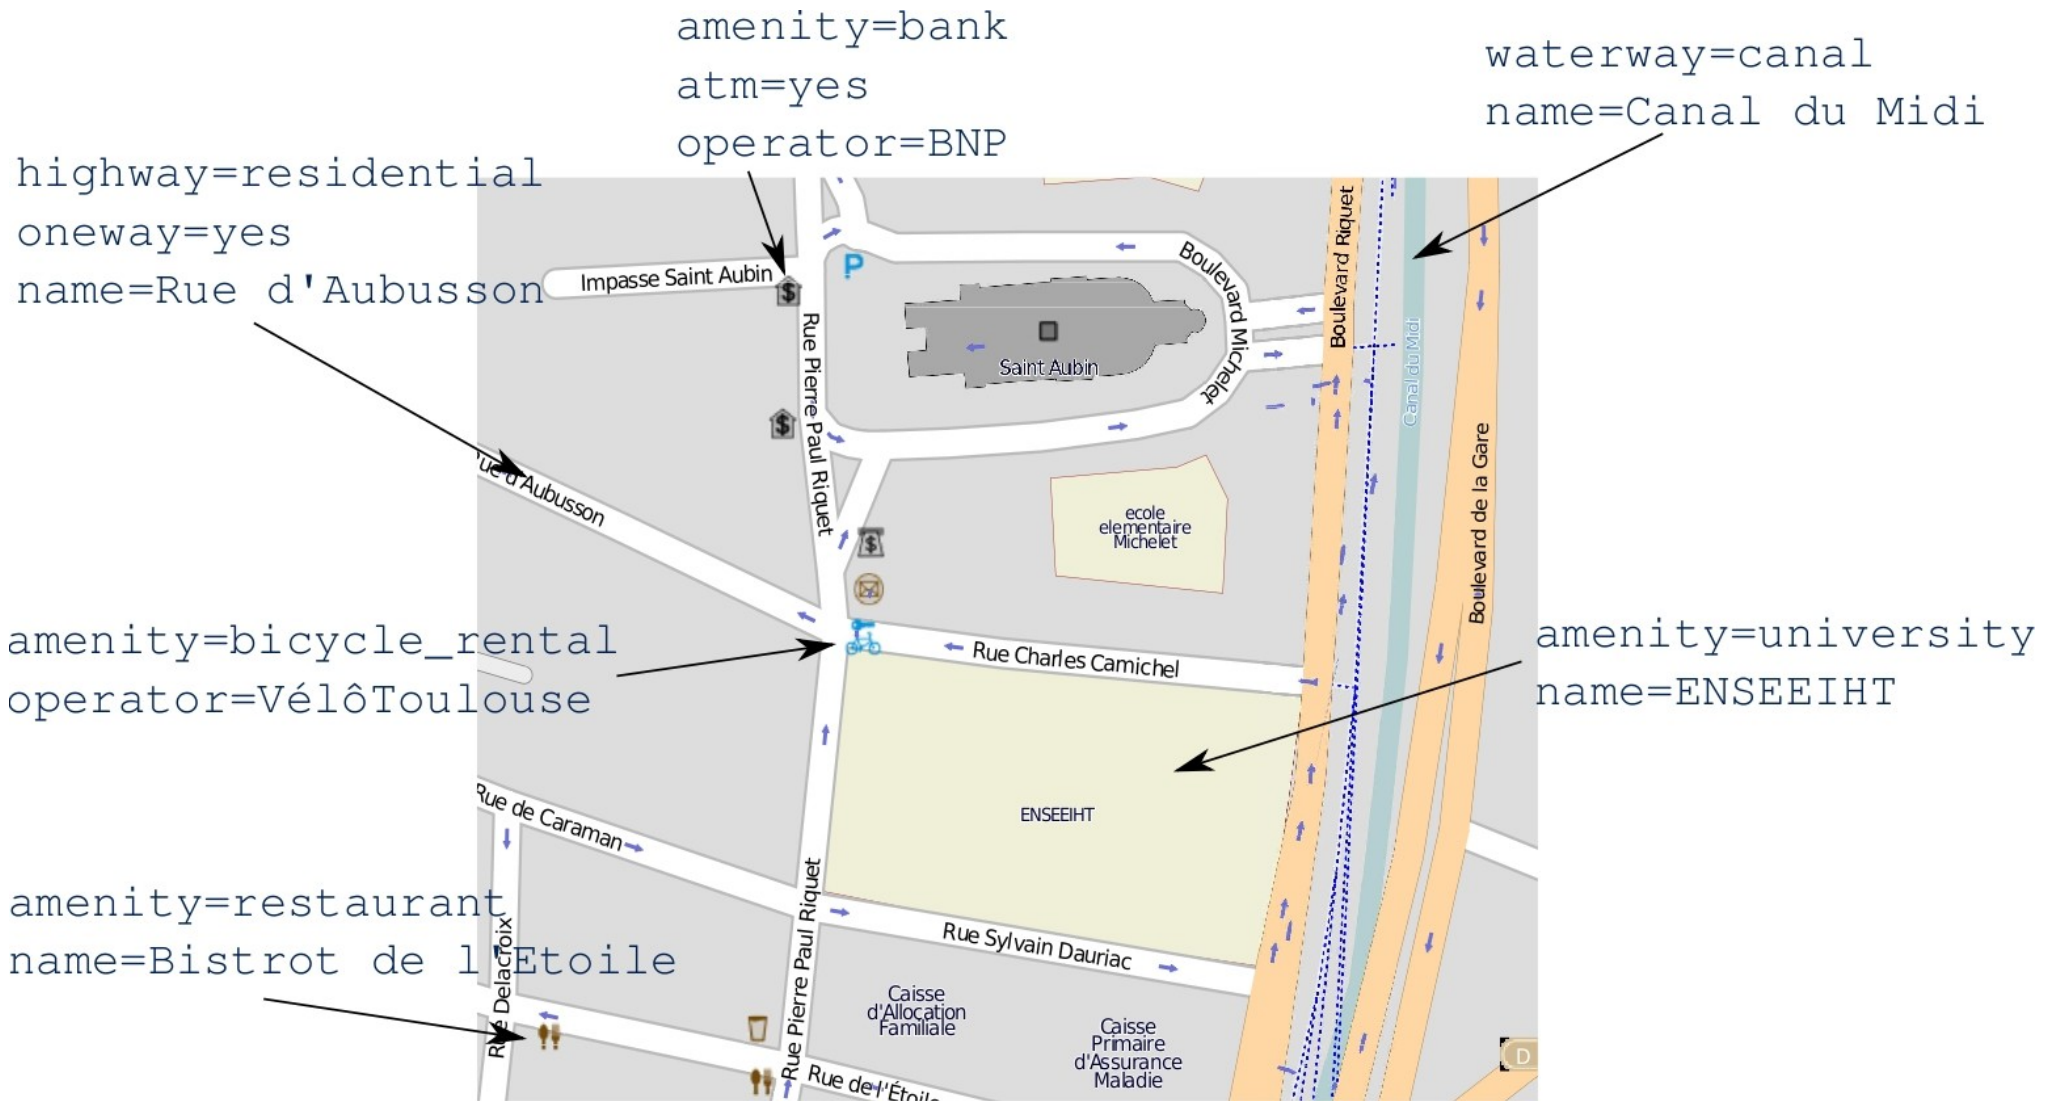 amenity=bank
atm=yes
operator=BNP
waterway=canal
name=Canal du Midi
highway=residential
oneway=yes
name=Rue d'Aubusson
Impasse Saint Aubin
P
$
Boulevard Michelet
Boulevard Riquet
Saint Aubin
Canal du Midi
Rue Pierre Paul Riquet
$
Boulevard de la Gare
ue d'Aubusson
ecole
elementaire
Michelet
$
amenity=bicycle_rental
operator=VélôToulouse
Rue Charles Camichel
amenity=university
name=ENSEEIHT
ENSEEIHT
Rue de Caraman
Rue Pierre Paul Riquet
Rue Sylvain Dauriac
amenity=restaurant
name=Bistrot de l'Etoile
Rue Delacroix
Caisse
d'Allocation
Familiale
Caisse
Primaire
d'Assurance
Maladie
D
Rue de l'Étoile